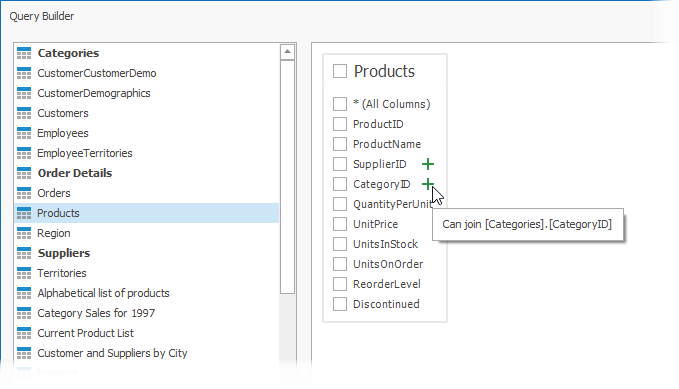 Query Builder
Categories
CustomerCustomerDemo
CustomerDemographics
Customers
Employees
EmployeeTerritories
Order Details
Orders
Products
Region
Suppliers
Territories
Alphabetical list of products
Category Sales for 1997
Current Product List
Customer and Suppliers by City
Products
* (All Columns)
ProductID
ProductName
SupplierID
CategoryID
QuantityPerUnit
UnitPrice
UnitsInStock
UnitsOnOrder
ReorderLevel
Discontinued
Can join [Categories].[CategoryID]